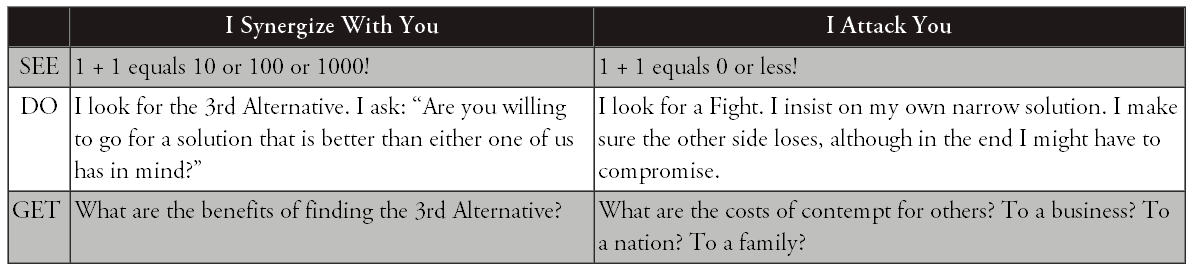 I Synergize With You I Attack You
SEE 1 + 1 equals 10 or 100 or 1000! 1 + 1 equals 0 or less!
DO I look for the 3rd Alternative. I ask: “Are you willing
to go for a solution that is better than either one of us
has in mind?”
I look for a Fight. I insist on my own narrow solution. I make
sure the other side loses, although in the end I might have to
compromise.
GET What are the benefits of finding the 3rd Alternative?
What are the costs of contempt for others? To a business? To
a nation? To a family?